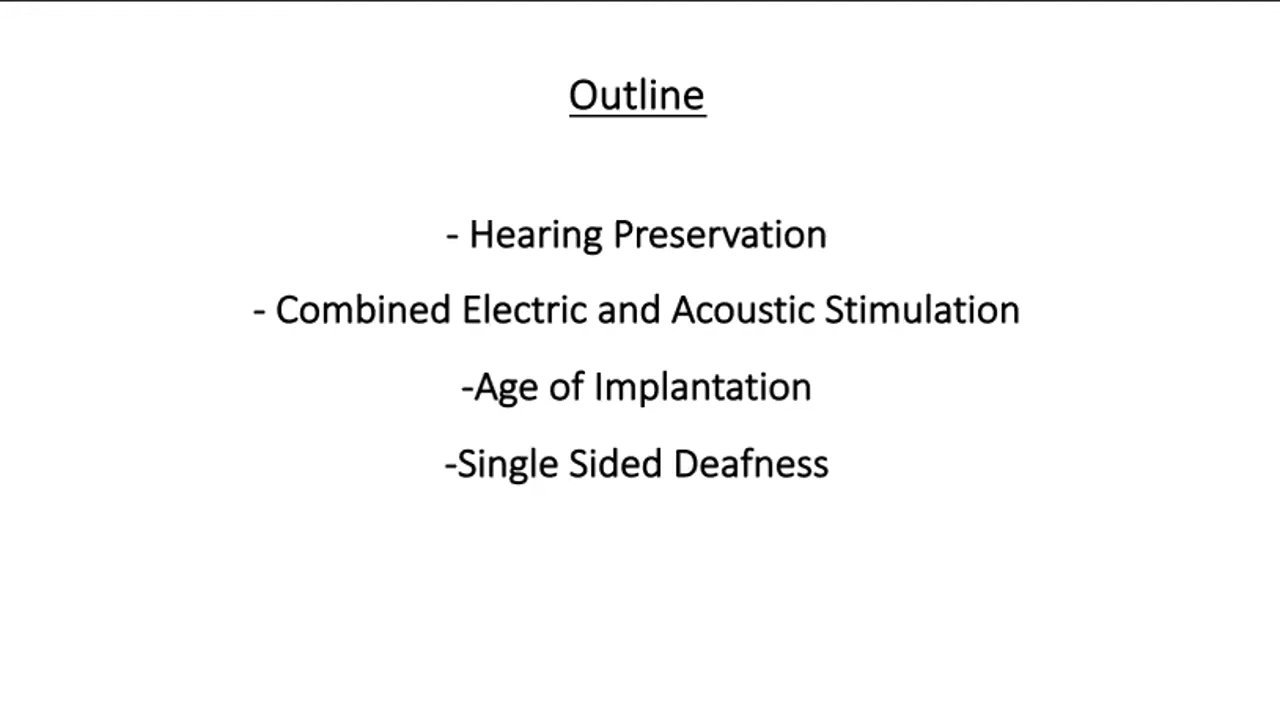 Outline
- Hearing Preservation
- Combined Electric and Acoustic Stimulation
-Age of Implantation
-Single Sided Deafness